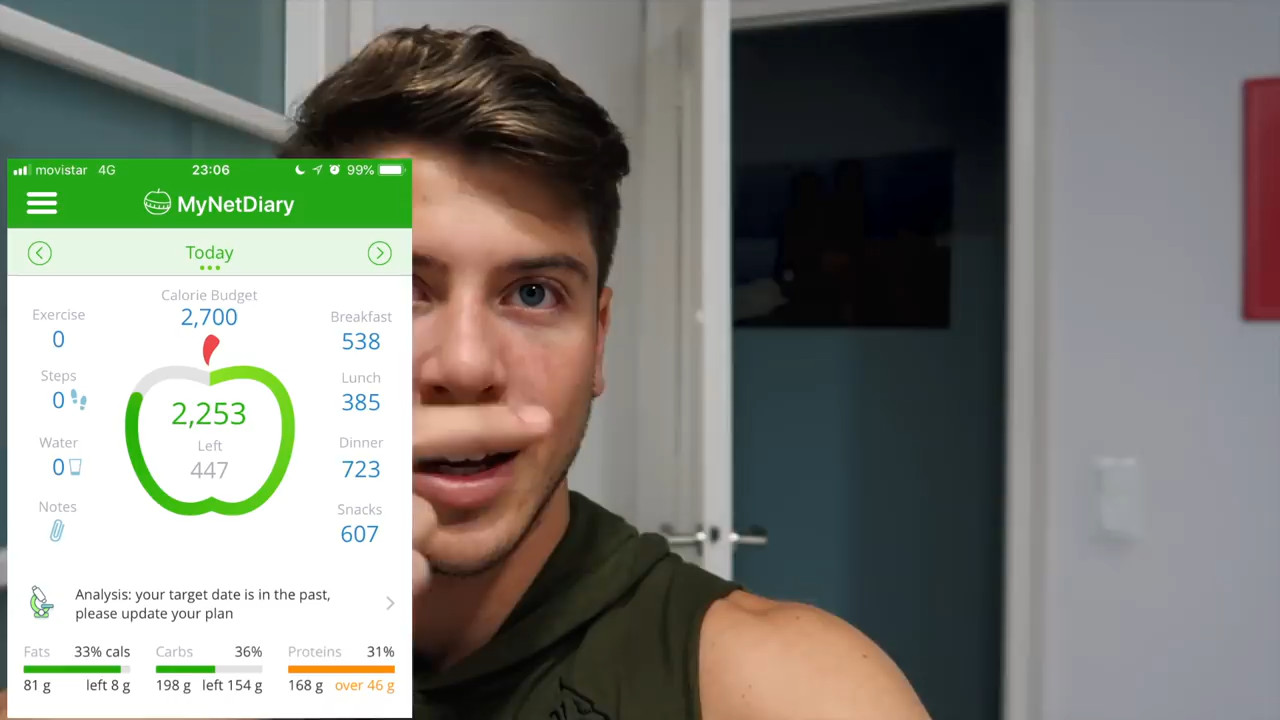 movistar 4G 23:06 99%
MyNetDiary
Today
Calorie Budget
2,700
Exercise
0
Steps
0
Water
0
Notes
2,253
Left
447
Breakfast
538
Lunch
385
Dinner
723
Snacks
607
Analysis: your target date is in the past,
please update your plan
Fats 33% cals
81 g left 8 g
Carbs 36%
198 g left 154 g
Proteins 31%
168 g over 46 g